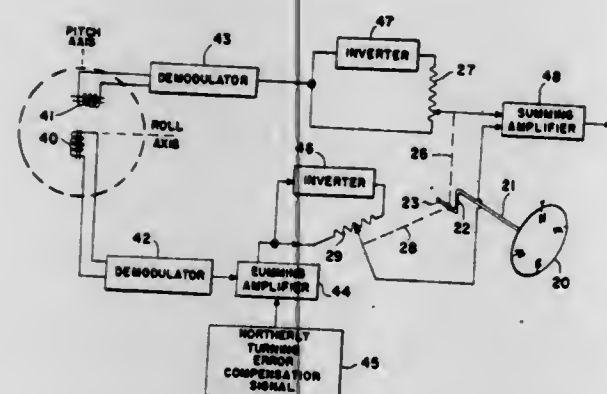 PITCH
AXIS
43
DEMODULATOR
47
INVERTER
27
48
SUMMING
AMPLIFIER
41
40
ROLL
AXIS
26
46
INVERTER
23
22
21
20
N
29
28
42
DEMODULATOR
SUMMING
AMPLIFIER
44
NORTHERLY
TURNING
ERROR
COMPENSATION
SIGNAL
45